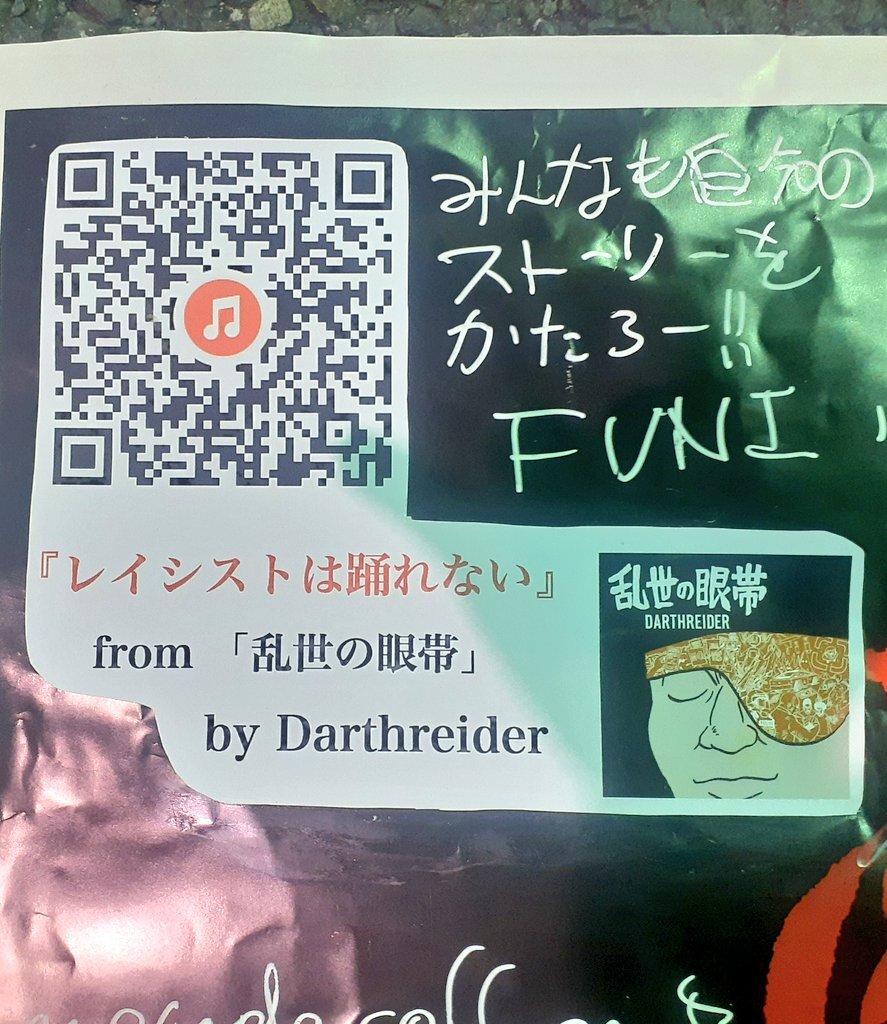 みんなも自分の
ストーリーを
かたろー!!
FUNI
『レイシストは踊れない』
from 「乱世の眼帯」
by Darthreider
乱世の眼帯
DARTHREIDER